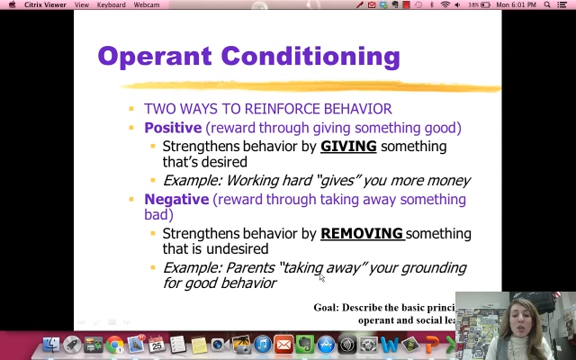 Citrix Viewer View Keyboard Webcam 38% Mon 6:01 PM
Operant Conditioning
TWO WAYS TO REINFORCE BEHAVIOR
Positive (reward through giving something good)
Strengthens behavior by GIVING something
that's desired
Example: Working hard "gives" you more money
Negative (reward through taking away something
bad)
Strengthens behavior by REMOVING something
that is undesired
Example: Parents "taking away" your grounding
for good behavior
Goal: Describe the basic princip
operant and social lea
25